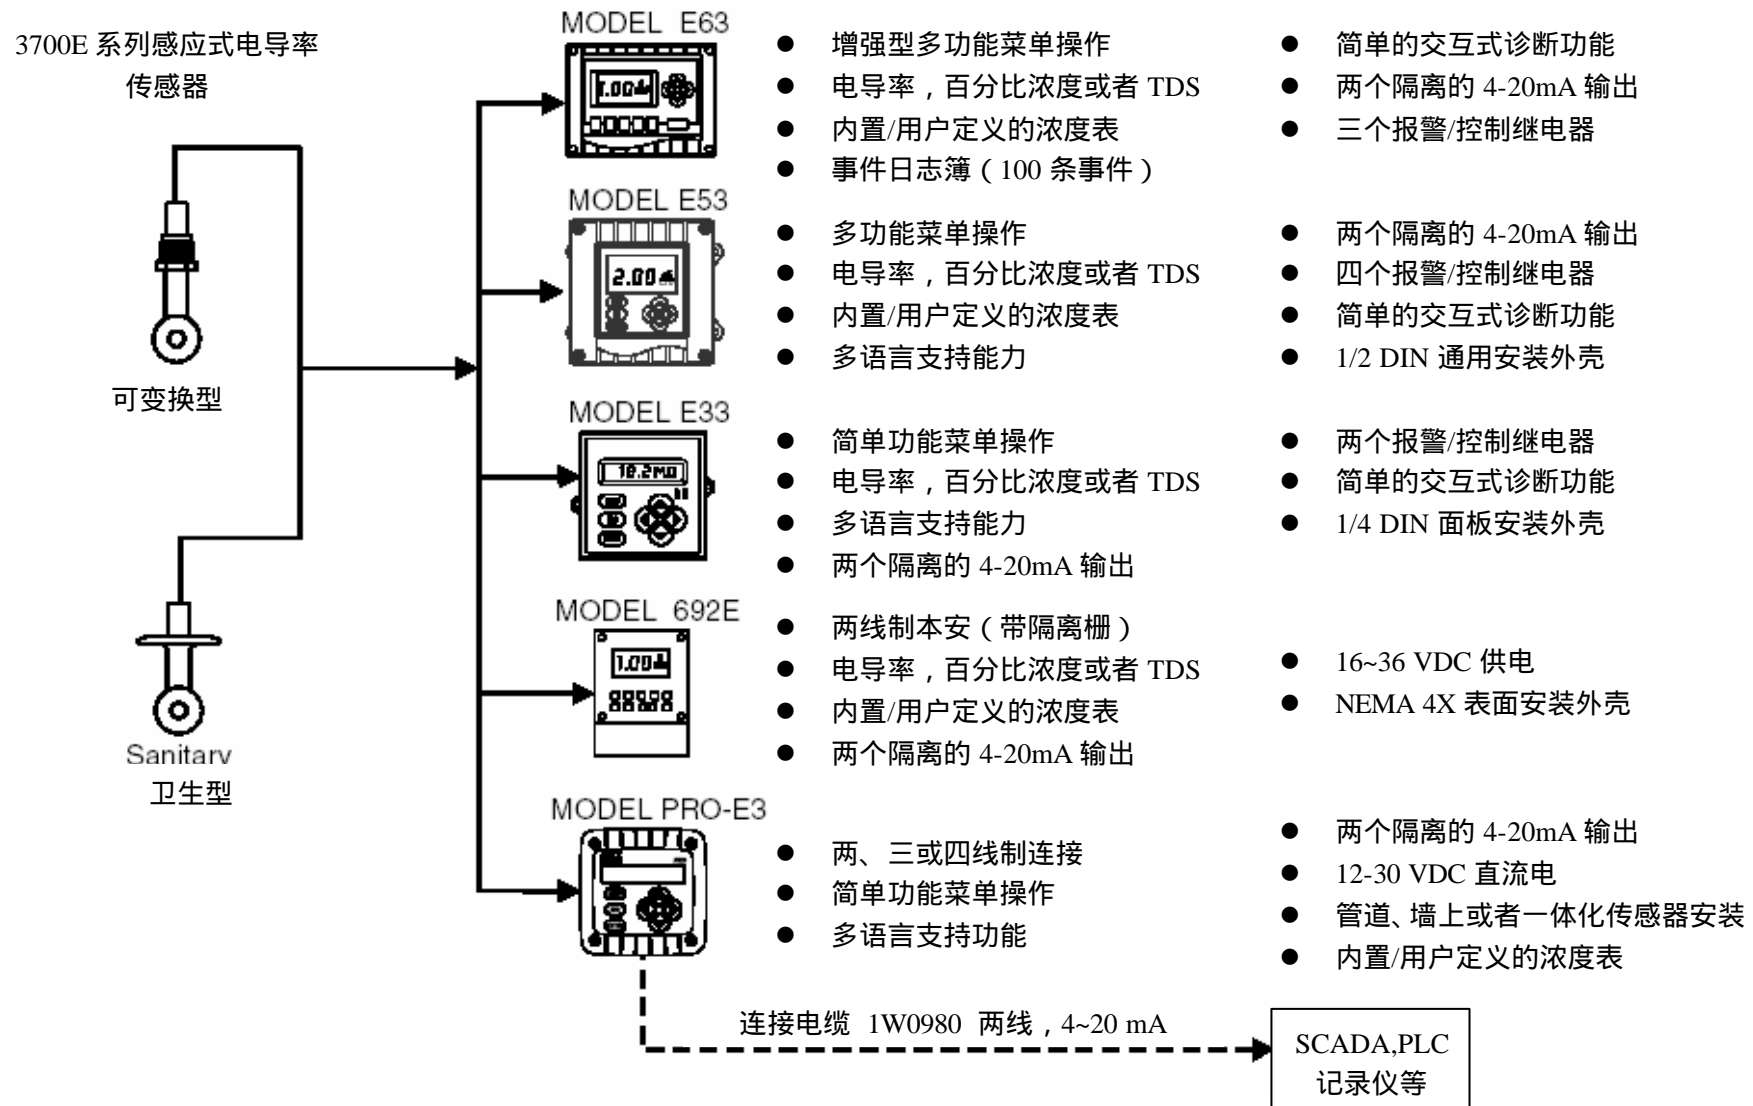 3700E 系列感应式电导率
传感器
可变换型
Sanitary
卫生型
MODEL E63
1.00
● 增强型多功能菜单操作
● 电导率，百分比浓度或者 TDS
● 内置/用户定义的浓度表
● 事件日志簿（100 条事件）
● 简单的交互式诊断功能
● 两个隔离的 4-20mA 输出
● 三个报警/控制继电器
MODEL E53
2.00
● 多功能菜单操作
● 电导率，百分比浓度或者 TDS
● 内置/用户定义的浓度表
● 多语言支持能力
● 两个隔离的 4-20mA 输出
● 四个报警/控制继电器
● 简单的交互式诊断功能
● 1/2 DIN 通用安装外壳
MODEL E33
18.2MΩ
● 简单功能菜单操作
● 电导率，百分比浓度或者 TDS
● 多语言支持能力
● 两个隔离的 4-20mA 输出
● 两个报警/控制继电器
● 简单的交互式诊断功能
● 1/4 DIN 面板安装外壳
MODEL 692E
1.00
● 两线制本安（带隔离栅）
● 电导率，百分比浓度或者 TDS
● 内置/用户定义的浓度表
● 两个隔离的 4-20mA 输出
● 16~36 VDC 供电
● NEMA 4X 表面安装外壳
MODEL PRO-E3
● 两、三或四线制连接
● 简单功能菜单操作
● 多语言支持功能
● 两个隔离的 4-20mA 输出
● 12-30 VDC 直流电
● 管道、墙上或者一体化传感器安装
● 内置/用户定义的浓度表
连接电缆 1W0980 两线，4~20 mA
SCADA,PLC
记录仪等